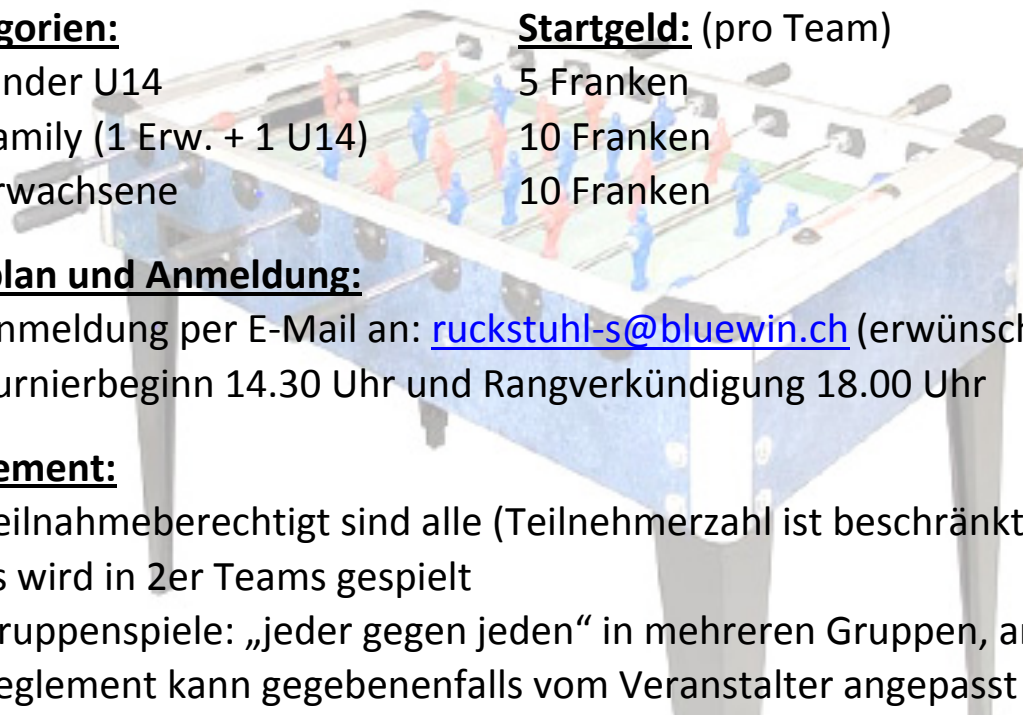 gorien: Startgeld: (pro Team)
nder U14 5 Franken
amily (1 Erw. + 1 U14) 10 Franken
rwachsene 10 Franken
plan und Anmeldung:
nmeldung per E-Mail an: ruckstuhl-s@bluewin.ch (erwünsch
urnierbeginn 14.30 Uhr und Rangverkündigung 18.00 Uhr
ement:
eilnahmeberechtigt sind alle (Teilnehmerzahl ist beschränkt
s wird in 2er Teams gespielt
ruppenspiele: „jeder gegen jeden“ in mehreren Gruppen, an
eglement kann gegebenenfalls vom Veranstalter angepasst